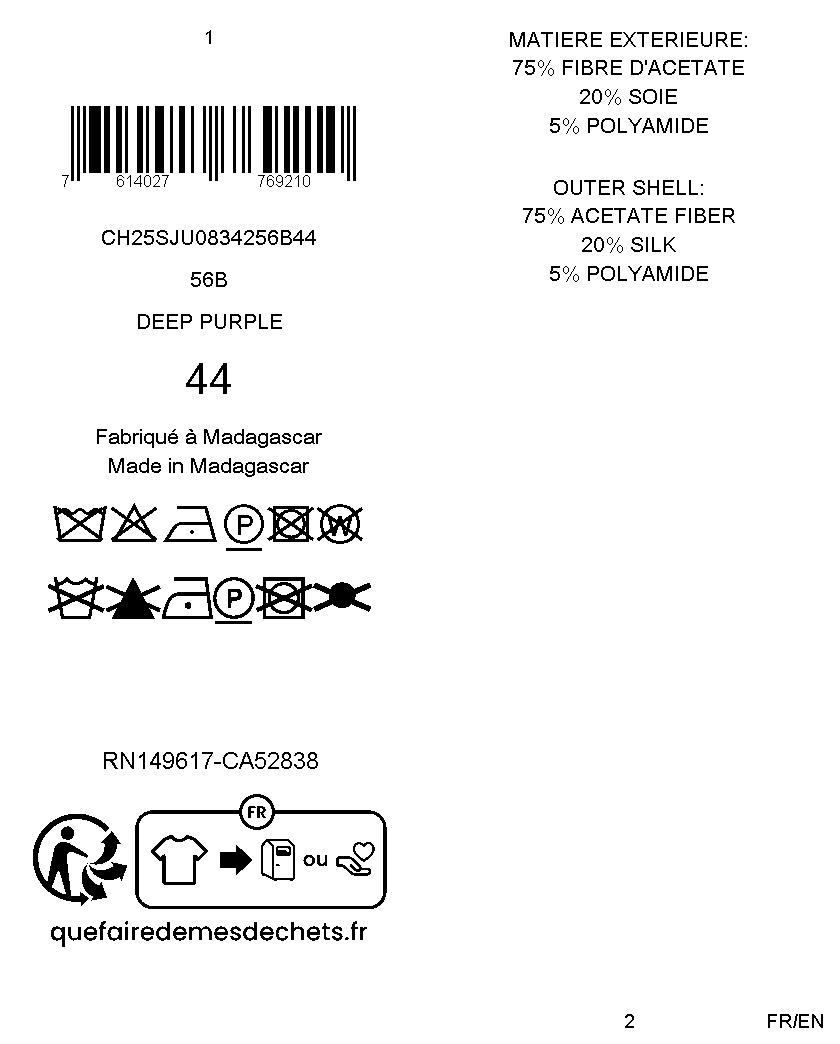 1
7 614027 769210
CH25SJU0834256B44
56B
DEEP PURPLE
44
Fabriqué à Madagascar
Made in Madagascar
P
W
P
RN149617-CA52838
FR
ou
quefairedemesdechets.fr
MATIERE EXTERIEURE:
75% FIBRE D'ACETATE
20% SOIE
5% POLYAMIDE
OUTER SHELL:
75% ACETATE FIBER
20% SILK
5% POLYAMIDE
2
FR/EN